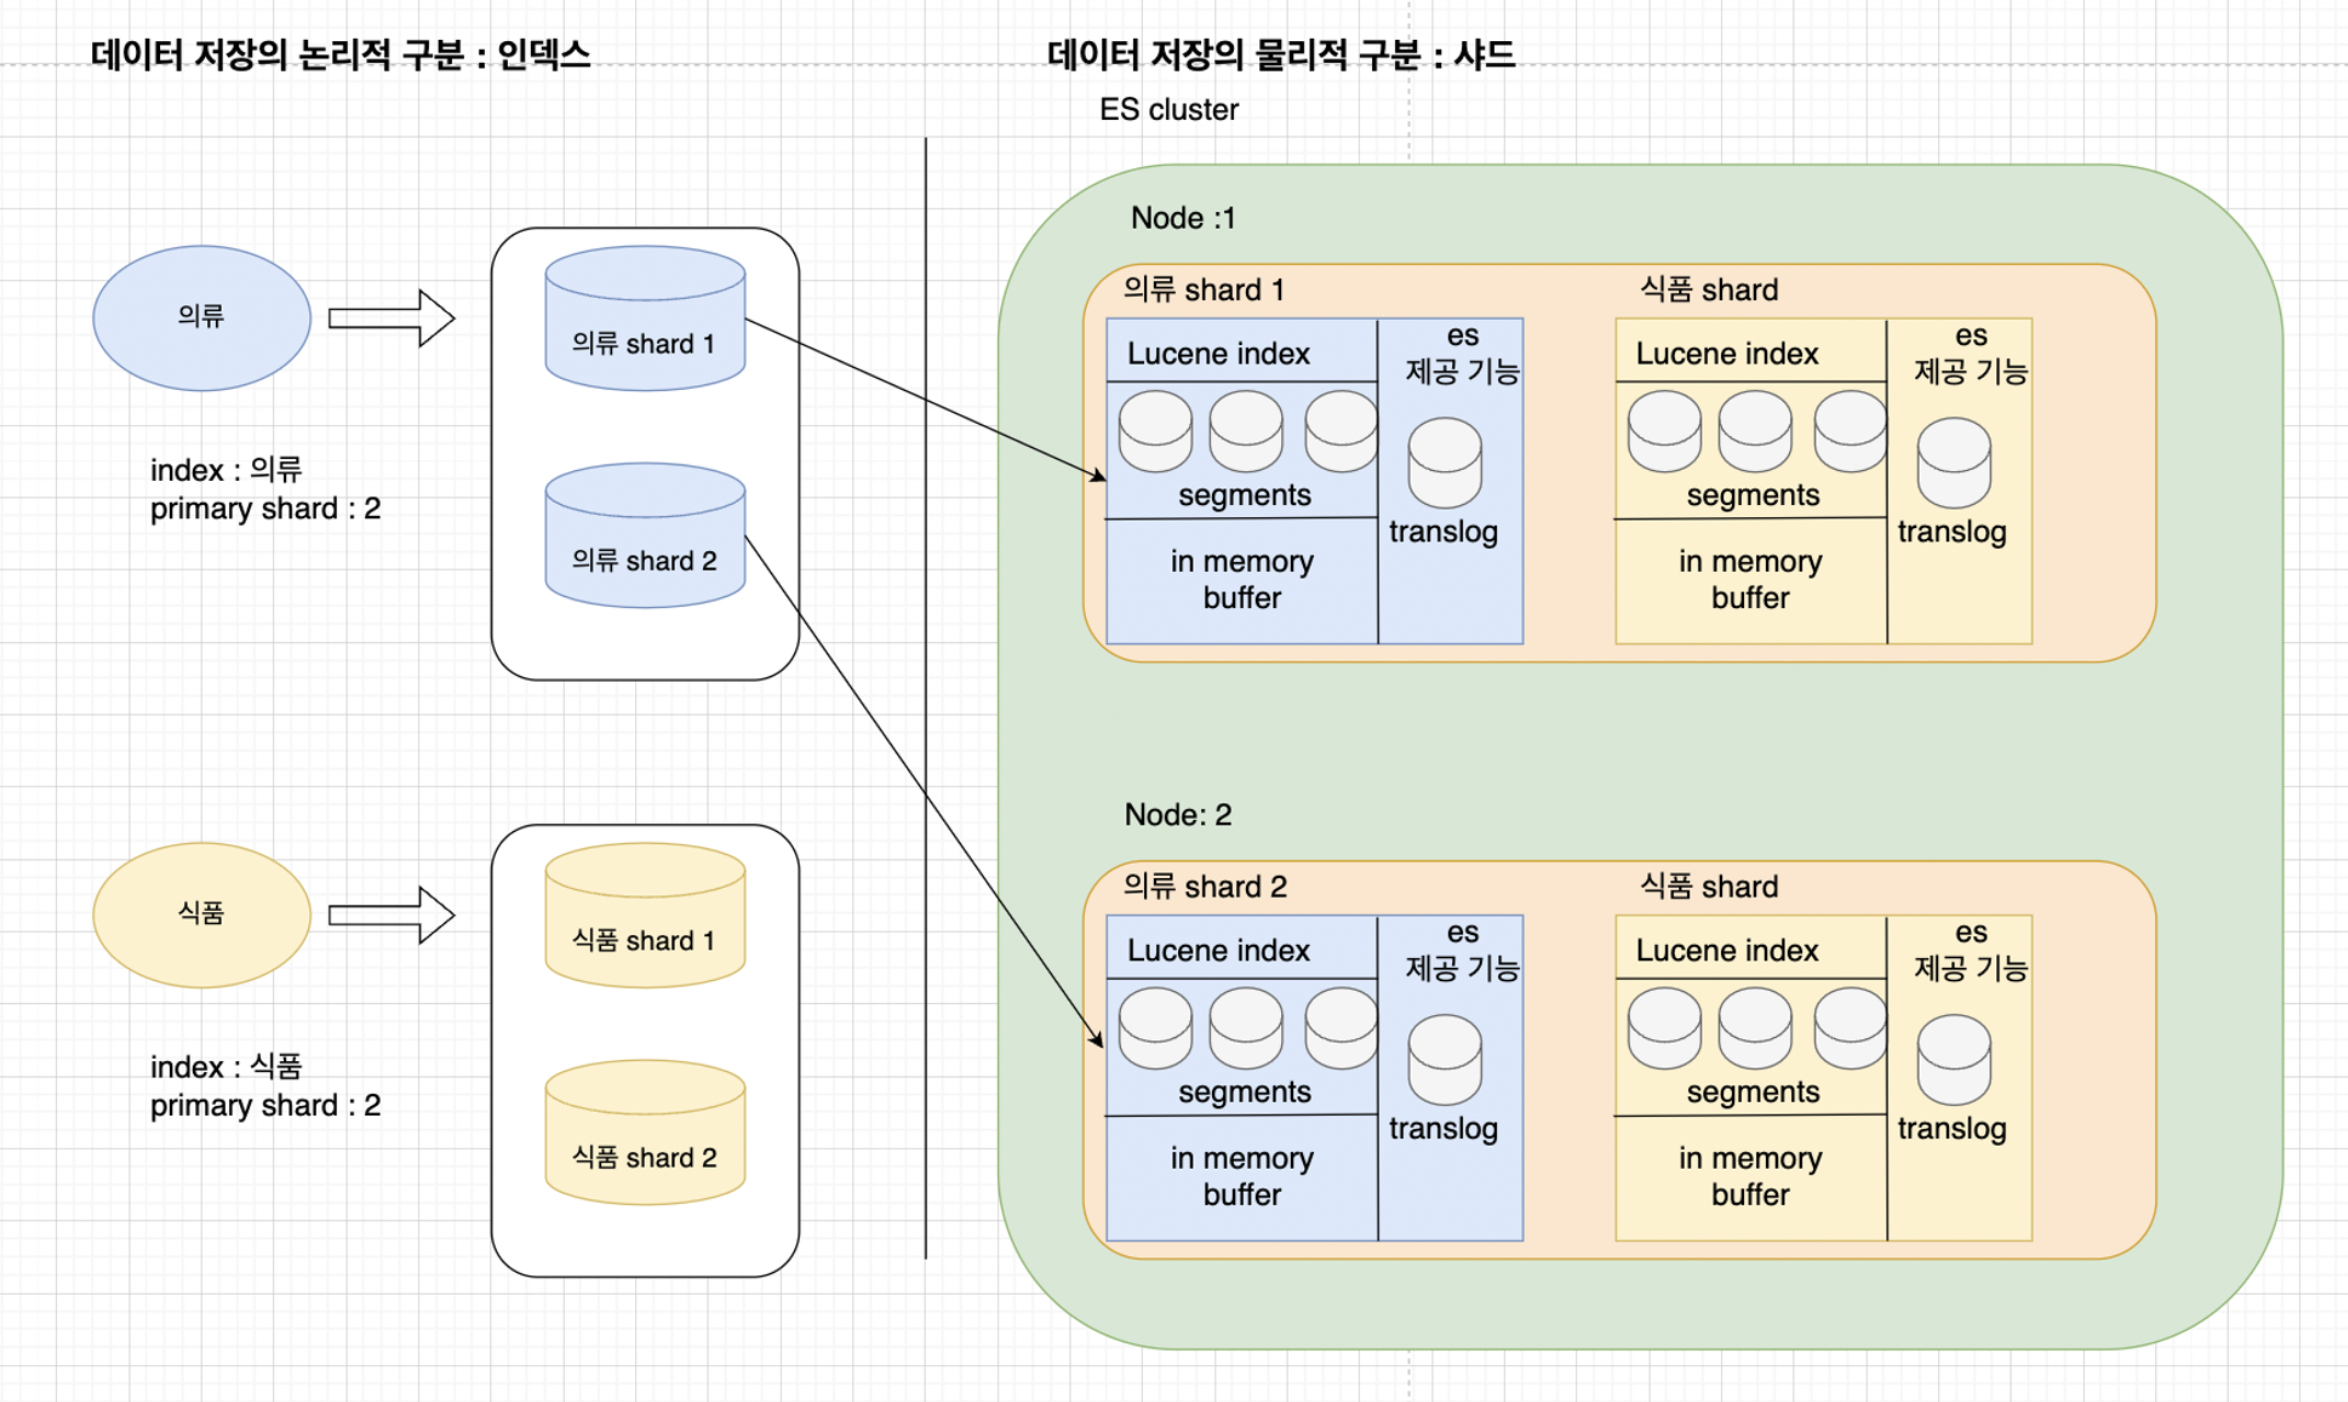 데이터 저장의 논리적 구분 : 인덱스
의류
index : 의류
primary shard : 2
의류 shard 1
의류 shard 2
식품
index : 식품
primary shard : 2
식품 shard 1
식품 shard 2
데이터 저장의 물리적 구분 : 샤드
ES cluster
Node :1
의류 shard 1
Lucene index
segments
in memory
buffer
es
제공 기능
translog
식품 shard
Lucene index
segments
in memory
buffer
es
제공 기능
translog
Node: 2
의류 shard 2
Lucene index
segments
in memory
buffer
es
제공 기능
translog
식품 shard
Lucene index
segments
in memory
buffer
es
제공 기능
translog